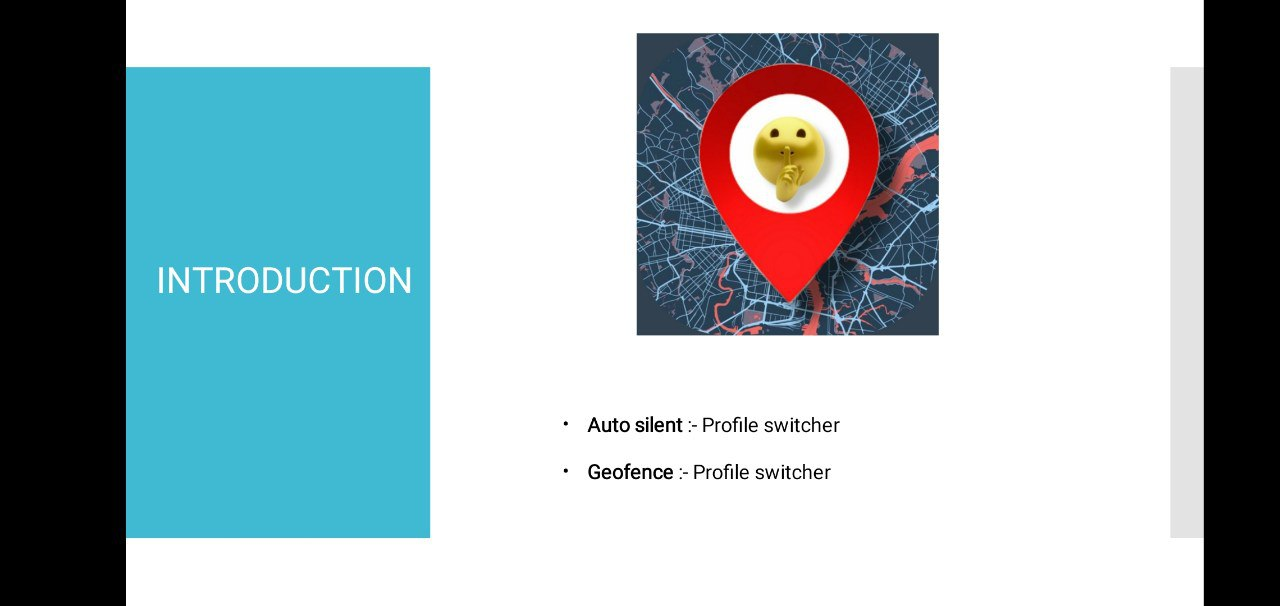 INTRODUCTION
• Auto silent :- Profile switcher
• Geofence :- Profile switcher